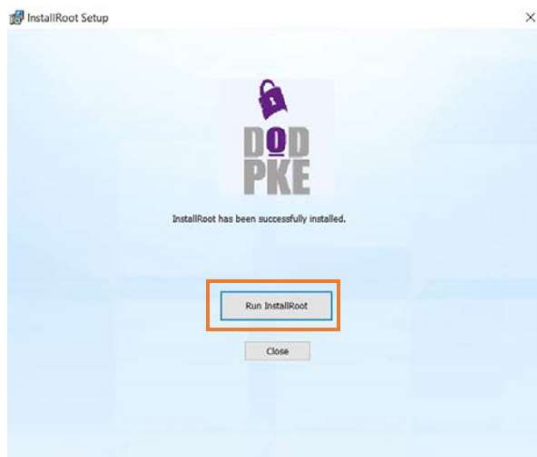 InstallRoot Setup
DOD
PKE
InstallRoot has been successfully installed.
Run InstallRoot
Close